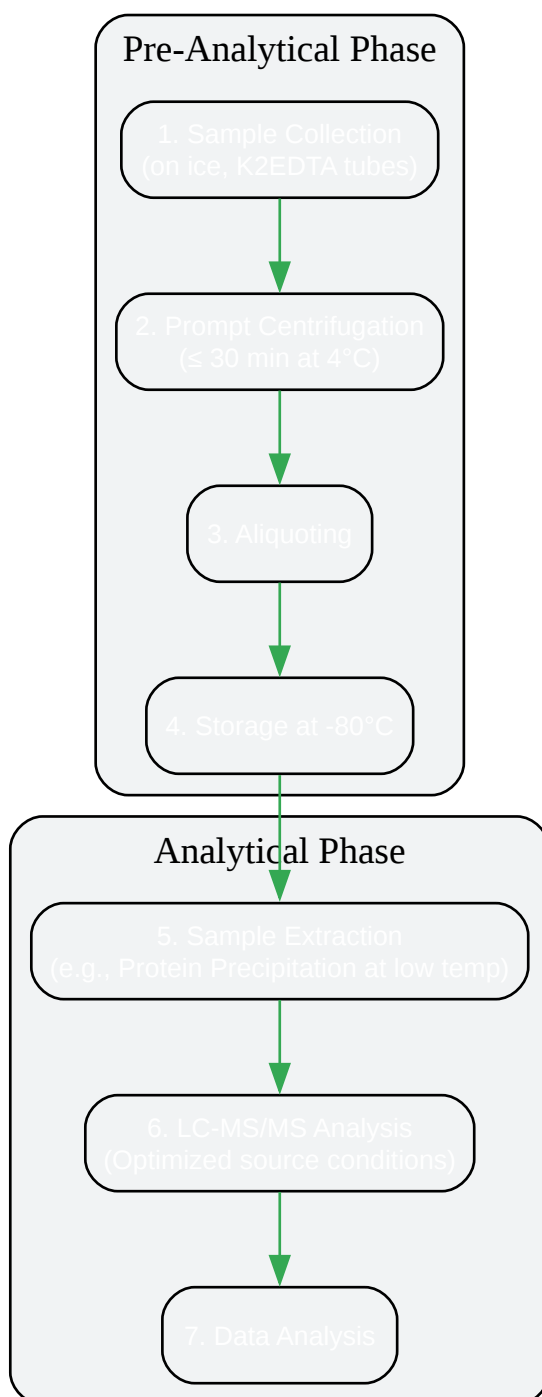 Pre-Analytical Phase
1. Sample Collection
(on ice, K2EDTA tubes)
2. Prompt Centrifugation
(≤ 30 min at 4°C)
3. Aliquoting
4. Storage at -80°C
Analytical Phase
5. Sample Extraction
(e.g., Protein Precipitation at low temp)
6. LC-MS/MS Analysis
(Optimized source conditions)
7. Data Analysis